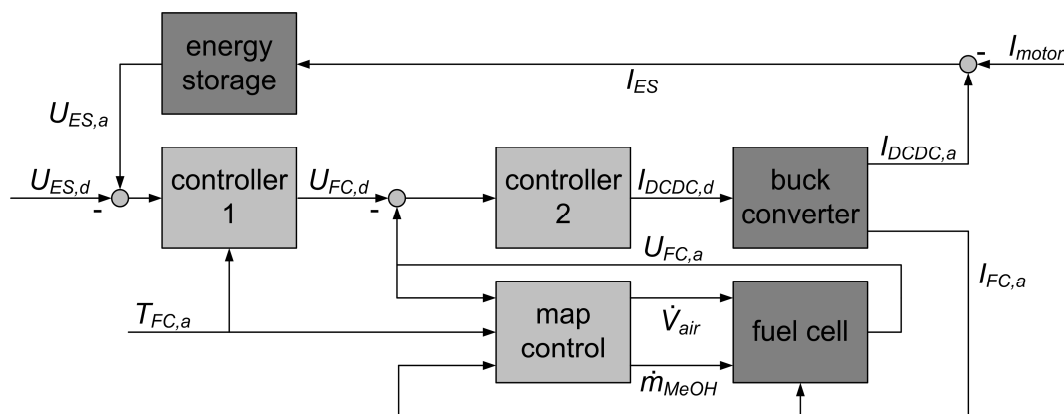 energy
storage
-
I_motor
I_ES
U_ES,a
I_DCDC,a
U_ES,d
-
controller
1
U_FC,d
-
controller
2
I_DCDC,d
buck
converter
U_FC,a
I_FC,a
T_FC,a
map
control
V̇_air
fuel cell
ṁ_MeOH